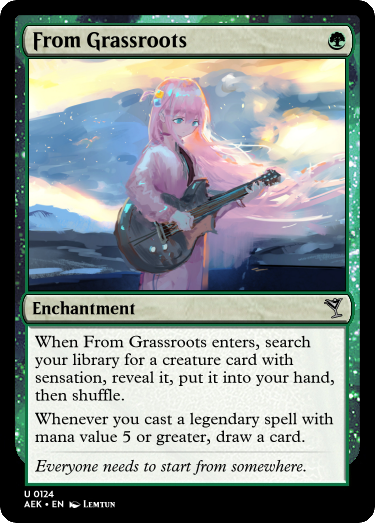 From Grassroots
Enchantment
When From Grassroots enters, search
your library for a creature card with
sensation, reveal it, put it into your hand,
then shuffle.
Whenever you cast a legendary spell with
mana value 5 or greater, draw a card.
Everyone needs to start from somewhere.
U 0124
AEK • EN Lemtun